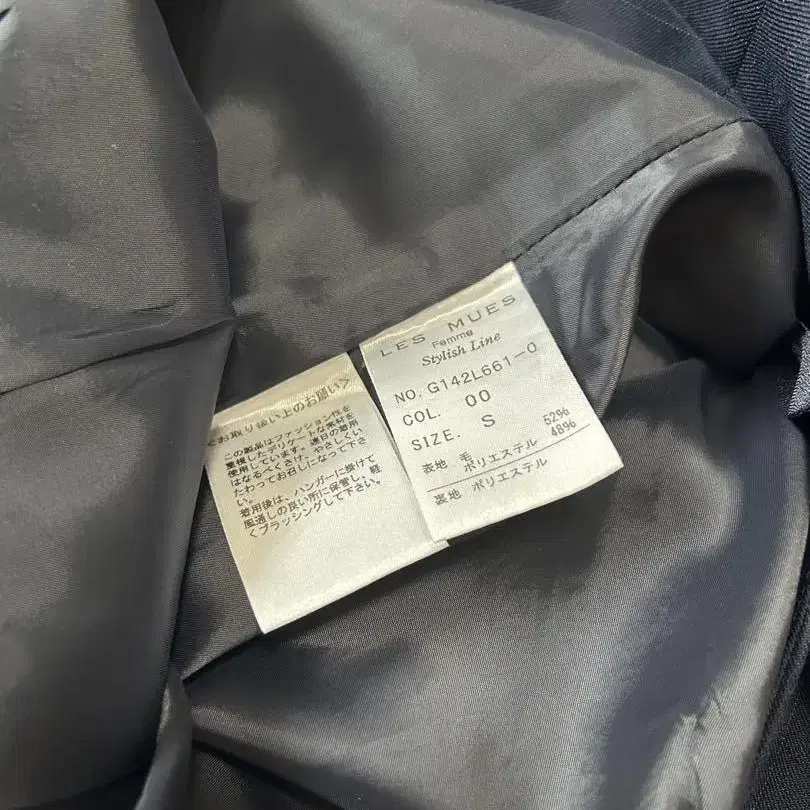 LES MUES
Femme
Stylish Line
NO. G142L661-0
COL. 00
SIZE. S
表地 毛 52%
ポリエステル 48%
裏地 ポリエステル
<お取り扱い上のお願い>
この製品はファッション性を
重視したデリケートな素材を
使用しています。連日の着用
はなるべくさけ、やさしくい
たわってお召しになって下さ
い。
着用後は、ハンガーに掛けて
風通しの良い所に保管し、軽
くブラッシングして下さい。